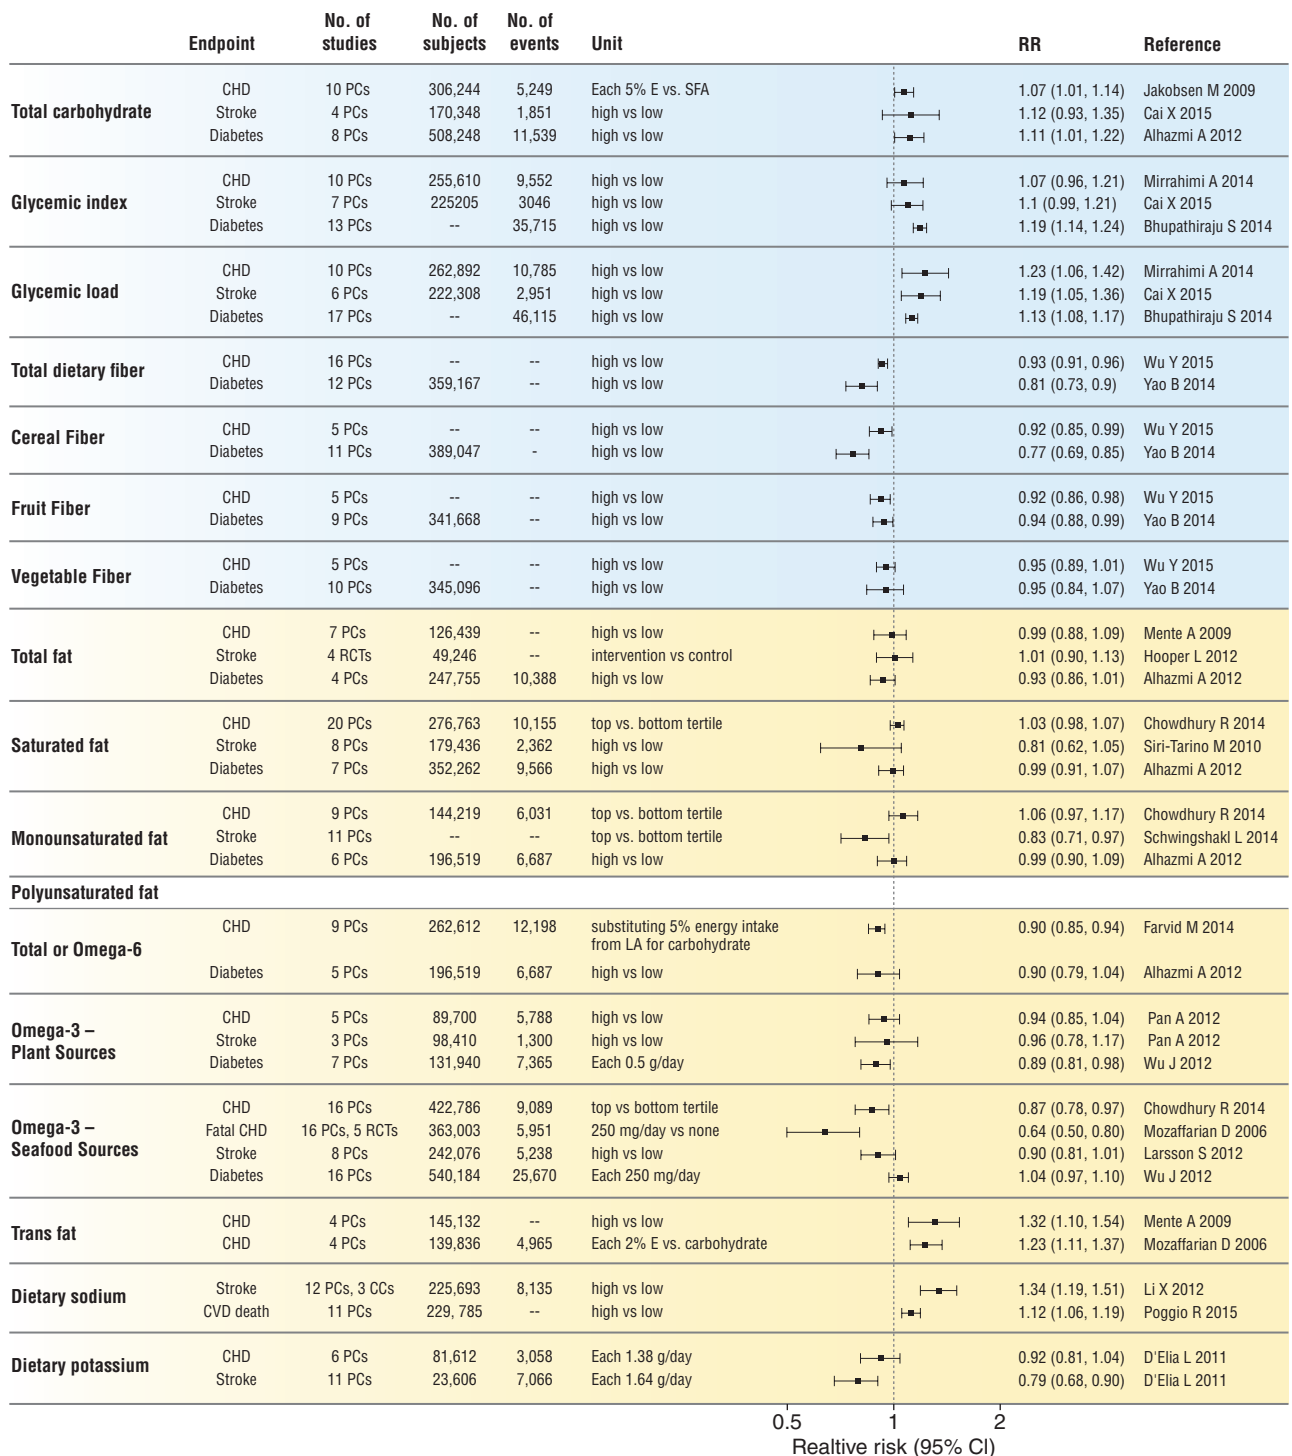 Endpoint No. of studies No. of subjects No. of events Unit RR Reference
Total carbohydrate
CHD 10 PCs 306,244 5,249 Each 5% E vs. SFA 1.07 (1.01, 1.14) Jakobsen M 2009
Stroke 4 PCs 170,348 1,851 high vs low 1.12 (0.93, 1.35) Cai X 2015
Diabetes 8 PCs 508,248 11,539 high vs low 1.11 (1.01, 1.22) Alhazmi A 2012
Glycemic index
CHD 10 PCs 255,610 9,552 high vs low 1.07 (0.96, 1.21) Mirrahimi A 2014
Stroke 7 PCs 225205 3046 high vs low 1.1 (0.99, 1.21) Cai X 2015
Diabetes 13 PCs -- 35,715 high vs low 1.19 (1.14, 1.24) Bhupathiraju S 2014
Glycemic load
CHD 10 PCs 262,892 10,785 high vs low 1.23 (1.06, 1.42) Mirrahimi A 2014
Stroke 6 PCs 222,308 2,951 high vs low 1.19 (1.05, 1.36) Cai X 2015
Diabetes 17 PCs -- 46,115 high vs low 1.13 (1.08, 1.17) Bhupathiraju S 2014
Total dietary fiber
CHD 16 PCs -- -- high vs low 0.93 (0.91, 0.96) Wu Y 2015
Diabetes 12 PCs 359,167 -- high vs low 0.81 (0.73, 0.9) Yao B 2014
Cereal Fiber
CHD 5 PCs -- -- high vs low 0.92 (0.85, 0.99) Wu Y 2015
Diabetes 11 PCs 389,047 - high vs low 0.77 (0.69, 0.85) Yao B 2014
Fruit Fiber
CHD 5 PCs -- -- high vs low 0.92 (0.86, 0.98) Wu Y 2015
Diabetes 9 PCs 341,668 -- high vs low 0.94 (0.88, 0.99) Yao B 2014
Vegetable Fiber
CHD 5 PCs -- -- high vs low 0.95 (0.89, 1.01) Wu Y 2015
Diabetes 10 PCs 345,096 -- high vs low 0.95 (0.84, 1.07) Yao B 2014
Total fat
CHD 7 PCs 126,439 -- high vs low 0.99 (0.88, 1.09) Mente A 2009
Stroke 4 RCTs 49,246 -- intervention vs control 1.01 (0.90, 1.13) Hooper L 2012
Diabetes 4 PCs 247,755 10,388 high vs low 0.93 (0.86, 1.01) Alhazmi A 2012
Saturated fat
CHD 20 PCs 276,763 10,155 top vs. bottom tertile 1.03 (0.98, 1.07) Chowdhury R 2014
Stroke 8 PCs 179,436 2,362 high vs low 0.81 (0.62, 1.05) Siri-Tarino M 2010
Diabetes 7 PCs 352,262 9,566 high vs low 0.99 (0.91, 1.07) Alhazmi A 2012
Monounsaturated fat
CHD 9 PCs 144,219 6,031 top vs. bottom tertile 1.06 (0.97, 1.17) Chowdhury R 2014
Stroke 11 PCs -- -- top vs. bottom tertile 0.83 (0.71, 0.97) Schwingshakl L 2014
Diabetes 6 PCs 196,519 6,687 high vs low 0.99 (0.90, 1.09) Alhazmi A 2012
Polyunsaturated fat
Total or Omega-6
CHD 9 PCs 262,612 12,198 substituting 5% energy intake 0.90 (0.85, 0.94) Farvid M 2014
from LA for carbohydrate
Diabetes 5 PCs 196,519 6,687 high vs low 0.90 (0.79, 1.04) Alhazmi A 2012
Omega-3 –
Plant Sources
CHD 5 PCs 89,700 5,788 high vs low 0.94 (0.85, 1.04) Pan A 2012
Stroke 3 PCs 98,410 1,300 high vs low 0.96 (0.78, 1.17) Pan A 2012
Diabetes 7 PCs 131,940 7,365 Each 0.5 g/day 0.89 (0.81, 0.98) Wu J 2012
Omega-3 –
Seafood Sources
CHD 16 PCs 422,786 9,089 top vs bottom tertile 0.87 (0.78, 0.97) Chowdhury R 2014
Fatal CHD 16 PCs, 5 RCTs 363,003 5,951 250 mg/day vs none 0.64 (0.50, 0.80) Mozaffarian D 2006
Stroke 8 PCs 242,076 5,238 high vs low 0.90 (0.81, 1.01) Larsson S 2012
Diabetes 16 PCs 540,184 25,670 Each 250 mg/day 1.04 (0.97, 1.10) Wu J 2012
Trans fat
CHD 4 PCs 145,132 -- high vs low 1.32 (1.10, 1.54) Mente A 2009
CHD 4 PCs 139,836 4,965 Each 2% E vs. carbohydrate 1.23 (1.11, 1.37) Mozaffarian D 2006
Dietary sodium
Stroke 12 PCs, 3 CCs 225,693 8,135 high vs low 1.34 (1.19, 1.51) Li X 2012
CVD death 11 PCs 229, 785 -- high vs low 1.12 (1.06, 1.19) Poggio R 2015
Dietary potassium
CHD 6 PCs 81,612 3,058 Each 1.38 g/day 0.92 (0.81, 1.04) D'Elia L 2011
Stroke 11 PCs 23,606 7,066 Each 1.64 g/day 0.79 (0.68, 0.90) D'Elia L 2011
0.5 1 2
Realtive risk (95% CI)